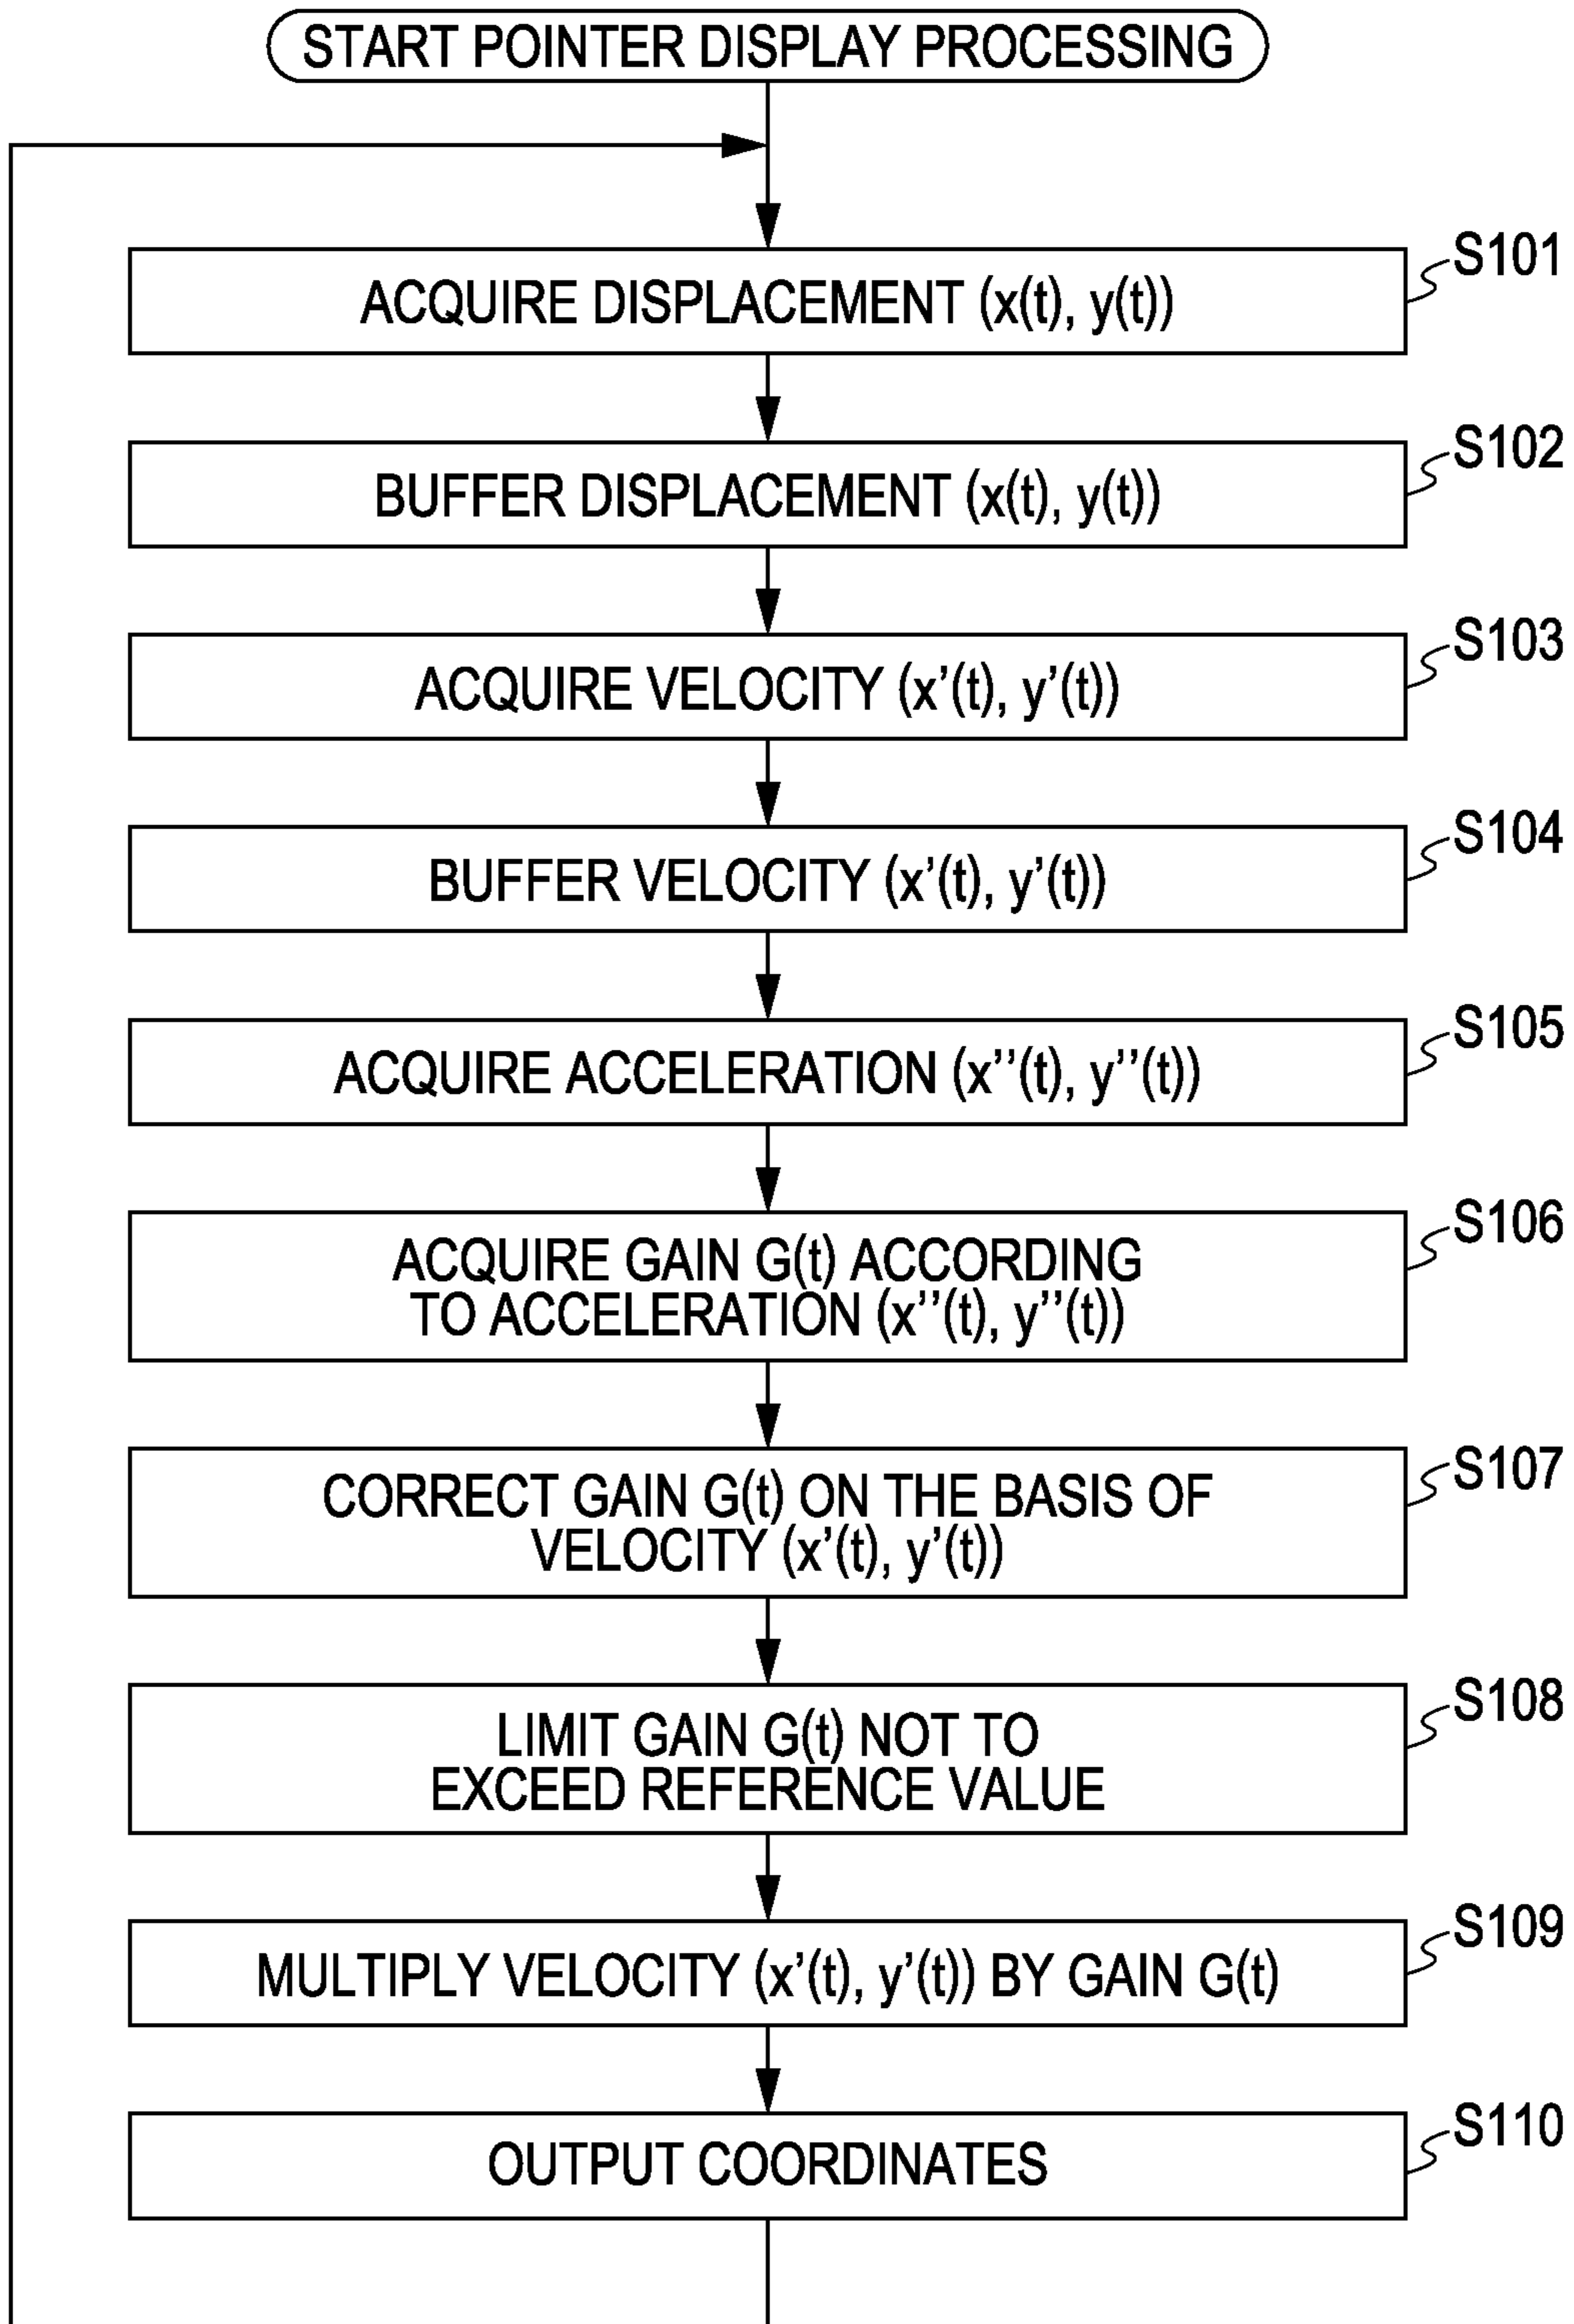 START POINTER DISPLAY PROCESSING
S101
ACQUIRE DISPLACEMENT (x(t), y(t))
S102
BUFFER DISPLACEMENT (x(t), y(t))
S103
ACQUIRE VELOCITY (x’(t), y’(t))
S104
BUFFER VELOCITY (x’(t), y’(t))
S105
ACQUIRE ACCELERATION (x’’(t), y’’(t))
S106
ACQUIRE GAIN G(t) ACCORDING
TO ACCELERATION (x’’(t), y’’(t))
S107
CORRECT GAIN G(t) ON THE BASIS OF
VELOCITY (x’(t), y’(t))
S108
LIMIT GAIN G(t) NOT TO
EXCEED REFERENCE VALUE
S109
MULTIPLY VELOCITY (x’(t), y’(t)) BY GAIN G(t)
S110
OUTPUT COORDINATES